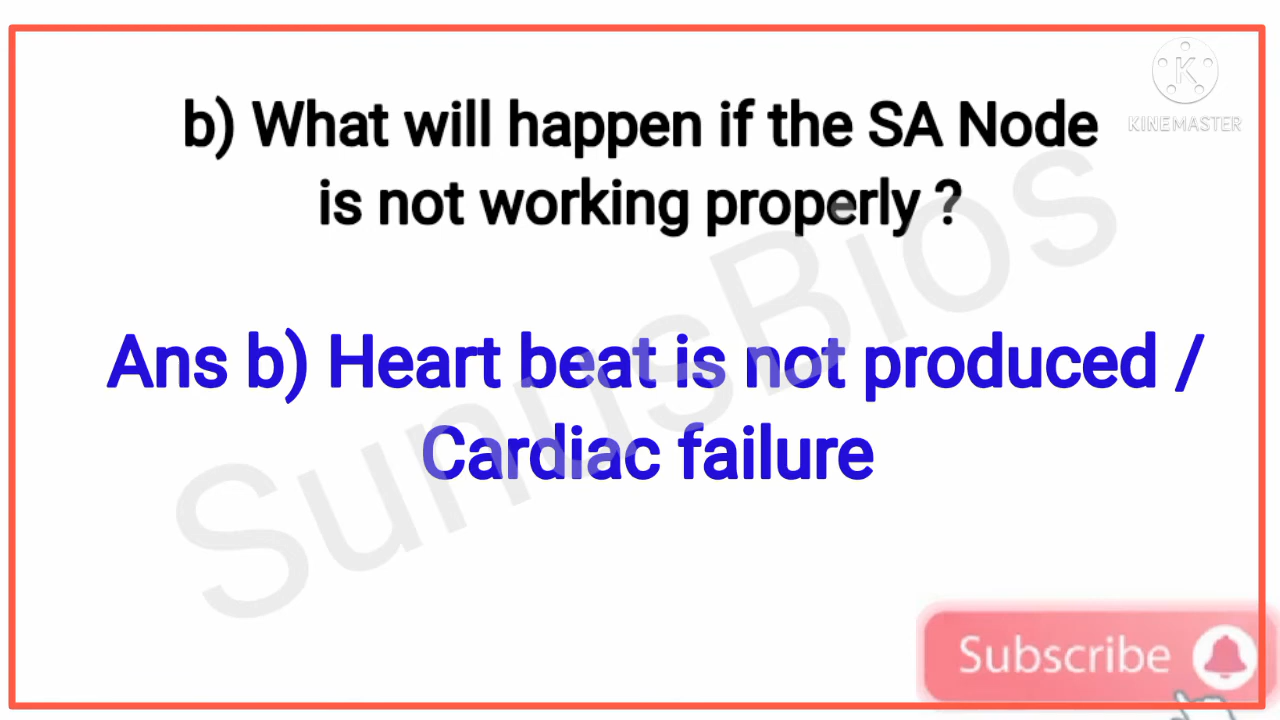 K
KINEMASTER
b) What will happen if the SA Node
is not working properly ?
SunusBios
Ans b) Heart beat is not produced /
Cardiac failure
Subscribe